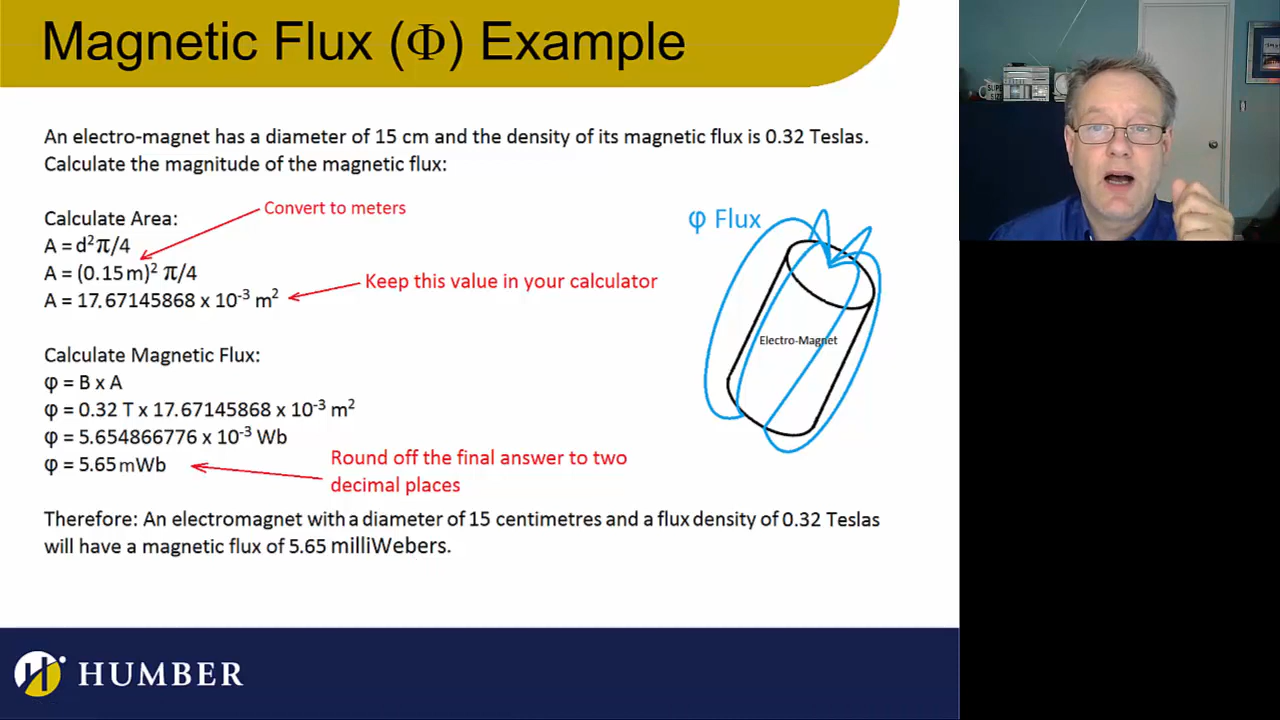 Magnetic Flux (Φ) Example
An electro-magnet has a diameter of 15 cm and the density of its magnetic flux is 0.32 Teslas.
Calculate the magnitude of the magnetic flux:
Calculate Area:
Convert to meters
A = d²π/4
A = (0.15m)² π/4
A = 17.67145868 x 10⁻³ m²
Keep this value in your calculator
Calculate Magnetic Flux:
φ = B x A
φ = 0.32 T x 17.67145868 x 10⁻³ m²
φ = 5.654866776 x 10⁻³ Wb
φ = 5.65mWb
Round off the final answer to two
decimal places
φ Flux
Electro-Magnet
Therefore: An electromagnet with a diameter of 15 centimetres and a flux density of 0.32 Teslas
will have a magnetic flux of 5.65 milliWebers.
HUMBER